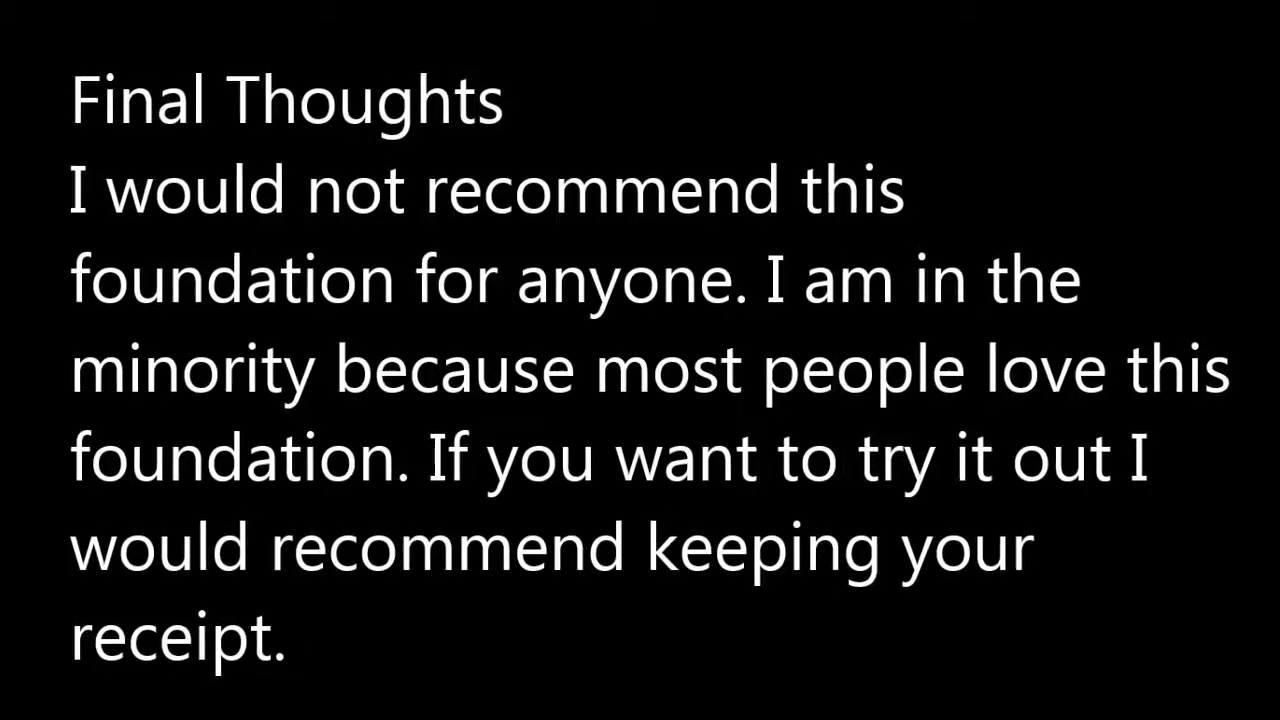 Final Thoughts
I would not recommend this
foundation for anyone. I am in the
minority because most people love this
foundation. If you want to try it out I
would recommend keeping your
receipt.